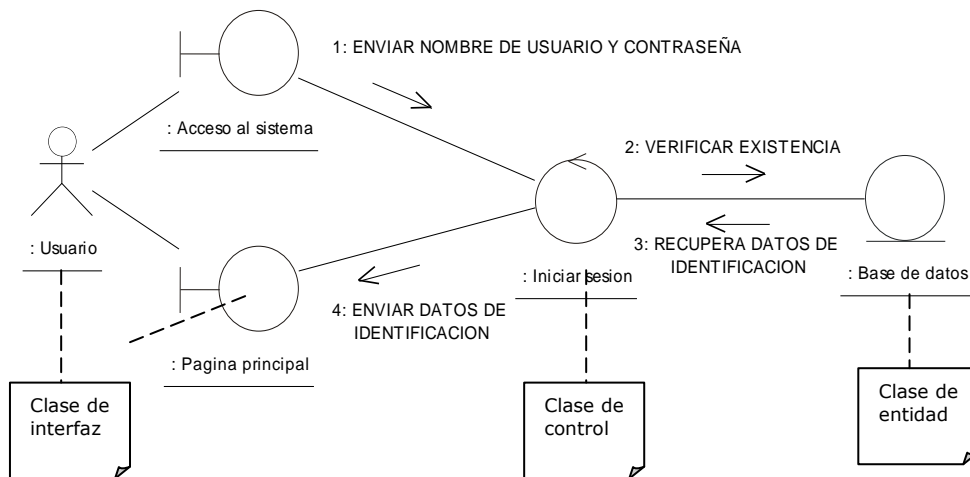 1: ENVIAR NOMBRE DE USUARIO Y CONTRASEÑA
: Acceso al sistema
2: VERIFICAR EXISTENCIA
: Usuario
3: RECUPERA DATOS DE
IDENTIFICACION
: Iniciar sesion
: Base de datos
4: ENVIAR DATOS DE
IDENTIFICACION
: Pagina principal
Clase de
interfaz
Clase de
control
Clase de
entidad